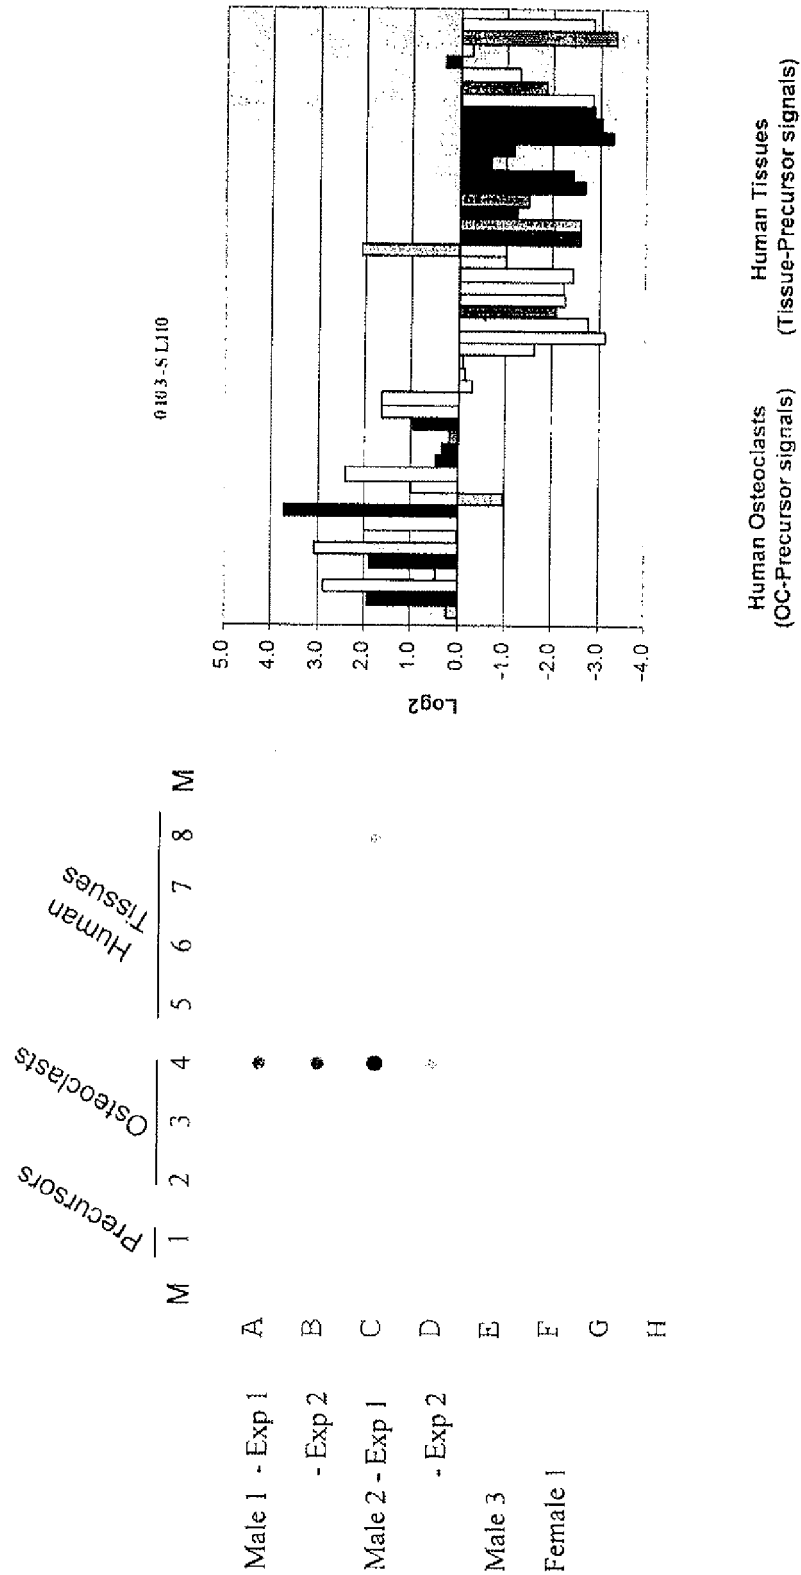 Precursors Osteoclasts Human
Tissues
M 1 2 3 4 5 6 7 8 M
Male 1 - Exp 1 A
- Exp 2 B
Male 2 - Exp 1 C
- Exp 2 D
Male 3 E
Female 1 F
G
H
0103-SL110
5.0
4.0
3.0
2.0
1.0
0.0
-1.0
-2.0
-3.0
-4.0
Log2
Human Osteoclasts
(OC-Precursor signals)
Human Tissues
(Tissue-Precursor signals)